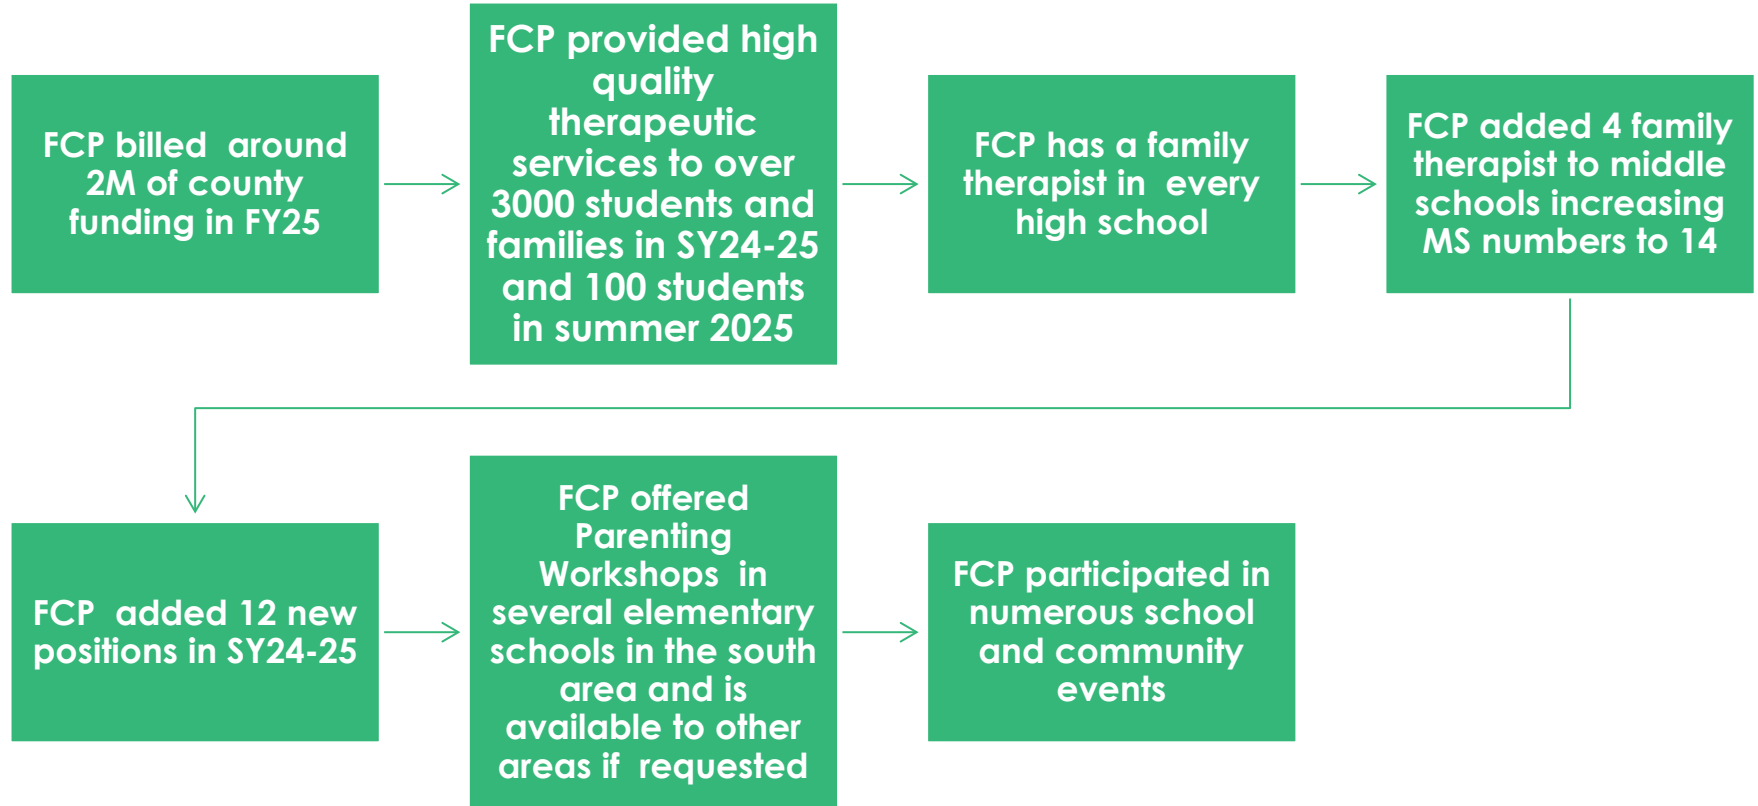 FCP billed  around
2M of county
funding in FY25
FCP provided high
quality
therapeutic
services to over
3000 students and
families in SY24-25
and 100 students
in summer 2025
FCP has a family
therapist in  every
high school
FCP added 4 family
therapist to middle
schools increasing
MS numbers to 14
FCP  added 12 new
positions in SY24-25
FCP offered
Parenting
Workshops  in
several elementary
schools in the south
area and is
available to other
areas if  requested
FCP participated in
numerous school
and community
events